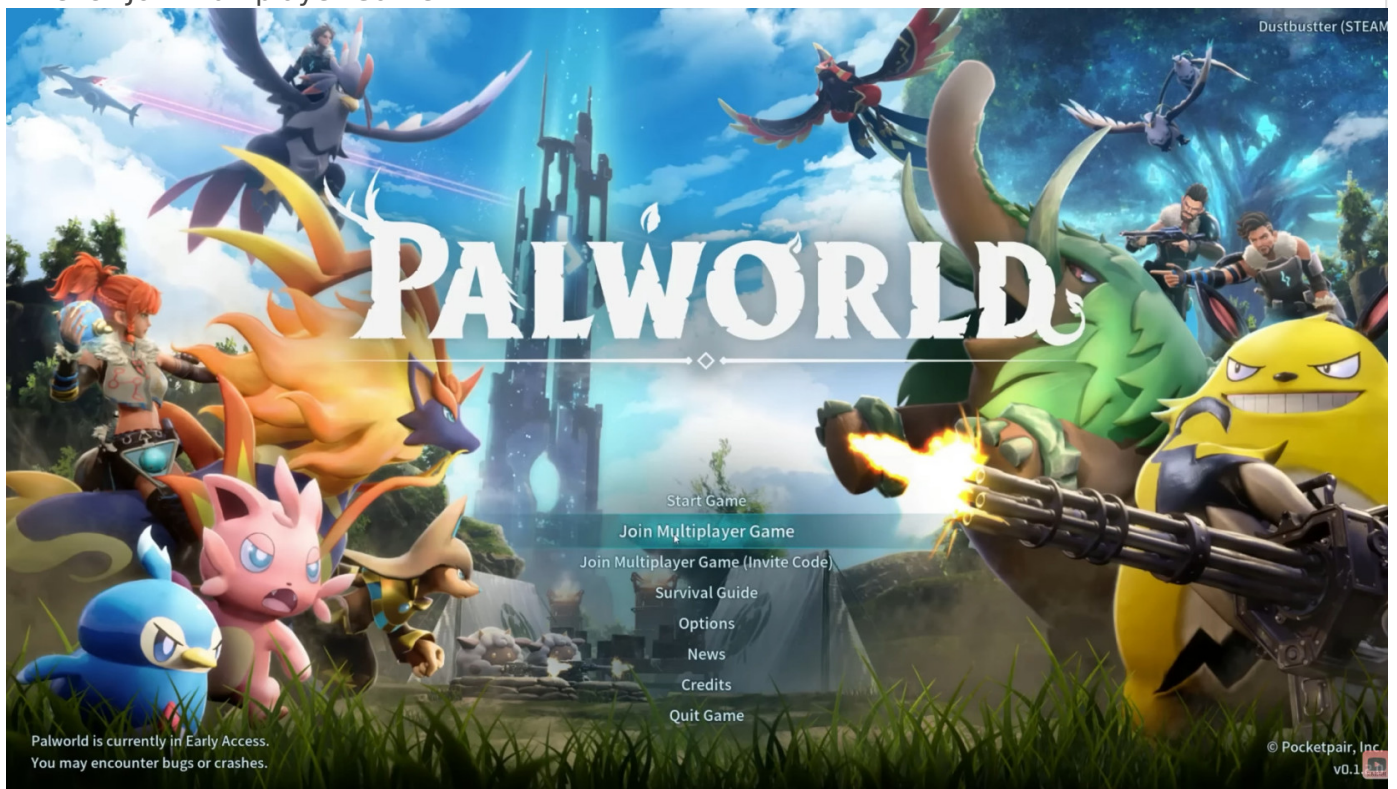 Dustbustter (STEAM
PALWORLD
Start Game
Join Multiplayer Game
Join Multiplayer Game (Invite Code)
Survival Guide
Options
News
Credits
Quit Game
Palworld is currently in Early Access.
You may encounter bugs or crashes.
© Pocketpair, Inc.